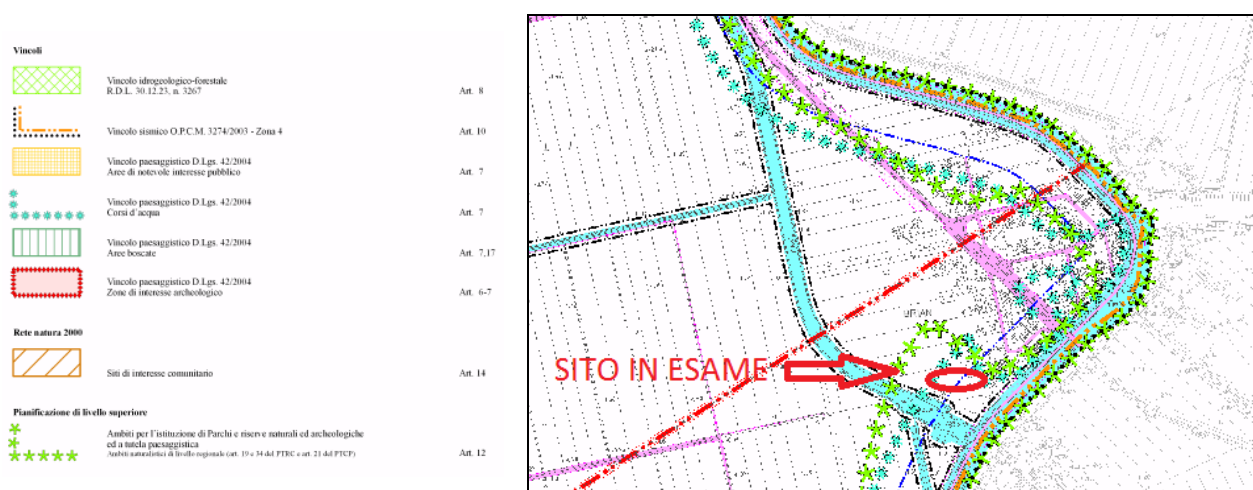 Vincoli
Vincolo idrogeologico-forestale
R.D.L. 30.12.23, n. 3267
Art. 8
Vincolo sismico O.P.C.M. 3274/2003 - Zona 4
Art. 10
Vincolo paesaggistico D.Lgs. 42/2004
Aree di notevole interesse pubblico
Art. 7
Vincolo paesaggistico D.Lgs. 42/2004
Corsi d'acqua
Art. 7
Vincolo paesaggistico D.Lgs. 42/2004
Aree boscate
Art. 7,17
Vincolo paesaggistico D.Lgs. 42/2004
Zone di interesse archeologico
Art. 6-7
Rete natura 2000
Siti di interesse comunitario
Art. 14
Pianificazione di livello superiore
Ambiti per l'istituzione di Parchi e riserve naturali ed archeologiche
ed a tutela paesaggistica
Ambiti naturalistici di livello regionale (art. 19 e 34 del PTRC e art. 21 del PTCP)
Art. 12
SITO IN ESAME